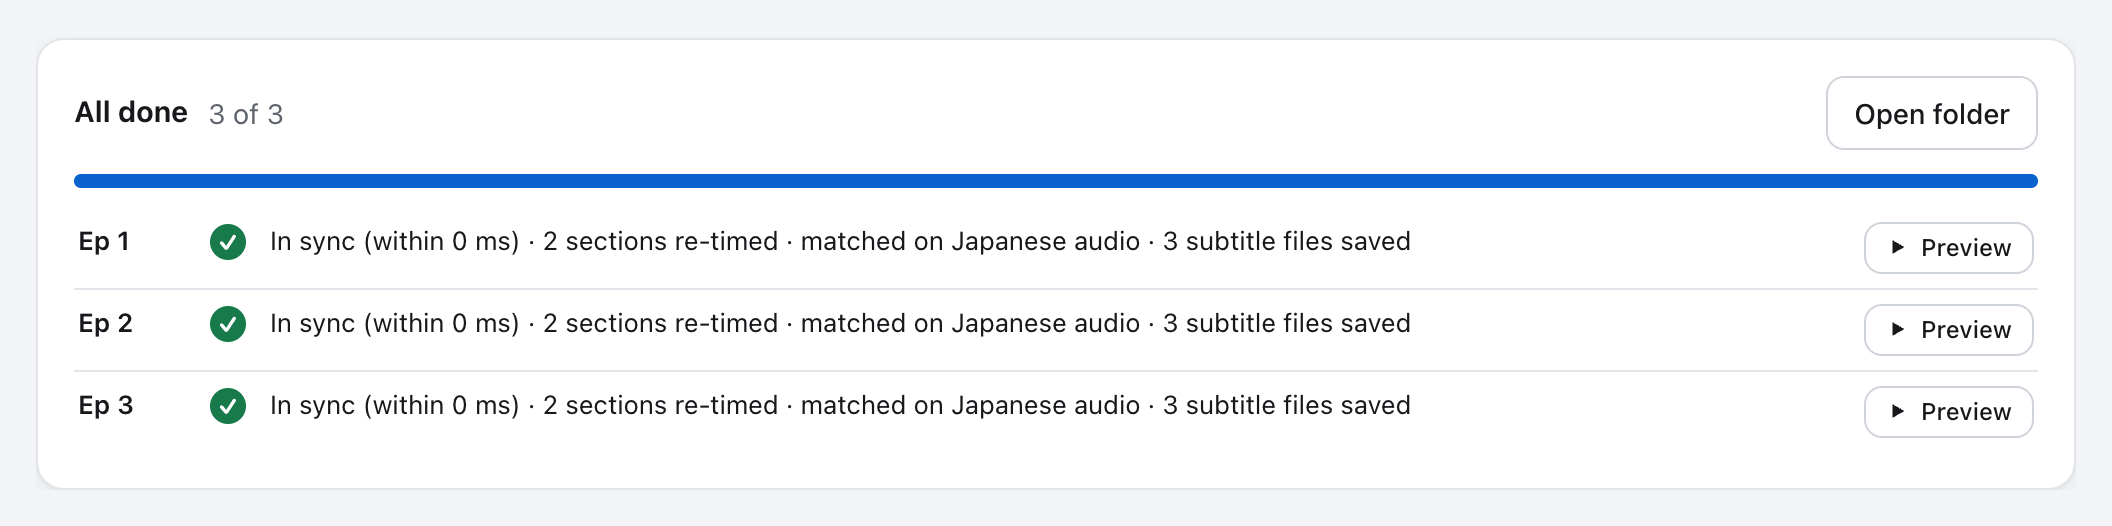 All done 3 of 3
Open folder
Ep 1 In sync (within 0 ms) · 2 sections re-timed · matched on Japanese audio · 3 subtitle files saved Preview
Ep 2 In sync (within 0 ms) · 2 sections re-timed · matched on Japanese audio · 3 subtitle files saved Preview
Ep 3 In sync (within 0 ms) · 2 sections re-timed · matched on Japanese audio · 3 subtitle files saved Preview